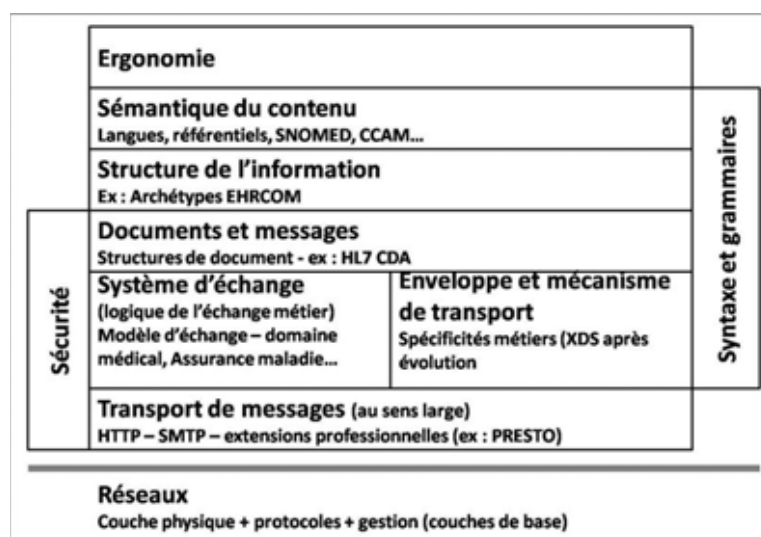 Ergonomie
Sémantique du contenu
Langues, référentiels, SNOMED, CCAM...
Structure de l'information
Ex : Archétypes EHRCOM
Documents et messages
Structures de document - ex : HL7 CDA
Système d'échange
(logique de l'échange métier)
Modèle d'échange – domaine
médical, Assurance maladie...
Enveloppe et mécanisme
de transport
Spécificités métiers (XDS après
évolution
Transport de messages (au sens large)
HTTP – SMTP – extensions professionnelles (ex : PRESTO)
Sécurité
Syntaxe et grammaires
Réseaux
Couche physique + protocoles + gestion (couches de base)